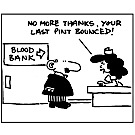 NO MORE THANKS, YOUR
LAST PINT BOUNCED!
BLOOD
BANK